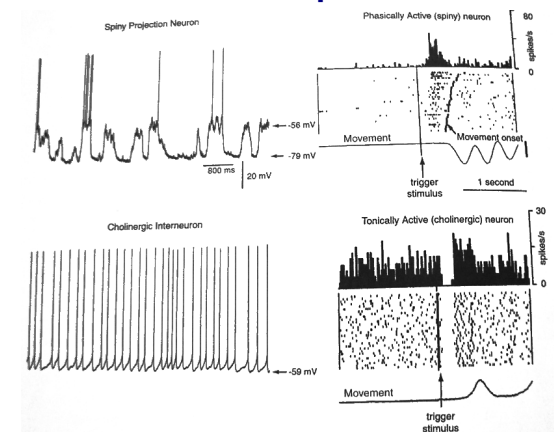 Spiny Projection Neuron
-56 mV
-79 mV
800 ms
20 mV
Phasically Active (spiny) neuron
80
spikes/s
0
Movement
Movement onset
trigger
stimulus
1 second
Cholinergic Interneuron
-59 mV
Tonically Active (cholinergic) neuron
30
spikes/s
0
Movement
trigger
stimulus